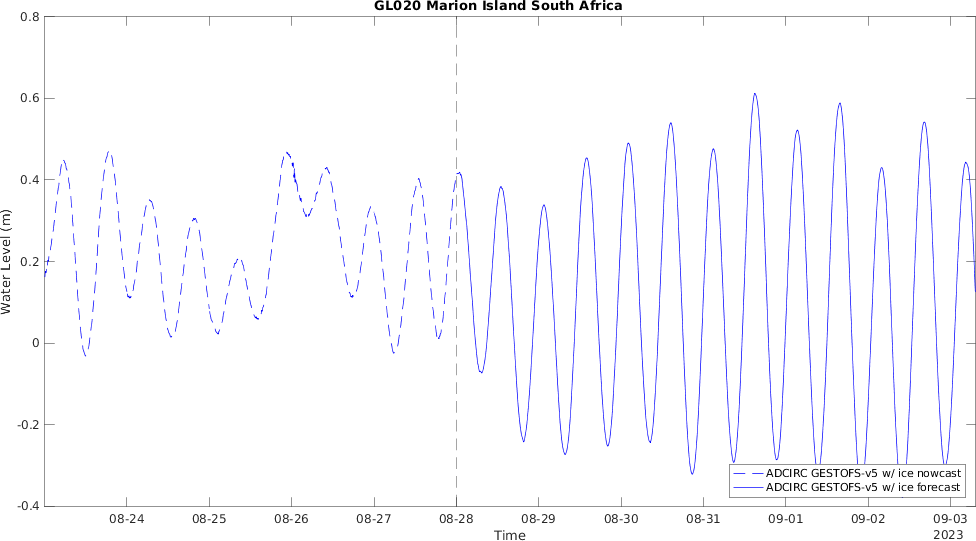 GL020 Marion Island South Africa
0.8
0.6
0.4
0.2
0
-0.2
-0.4
Water Level (m)
ADCIRC GESTOFS-v5 w/ ice nowcast
ADCIRC GESTOFS-v5 w/ ice forecast
08-24 08-25 08-26 08-27 08-28 08-29 08-30 08-31 09-01 09-02 09-03
Time 2023